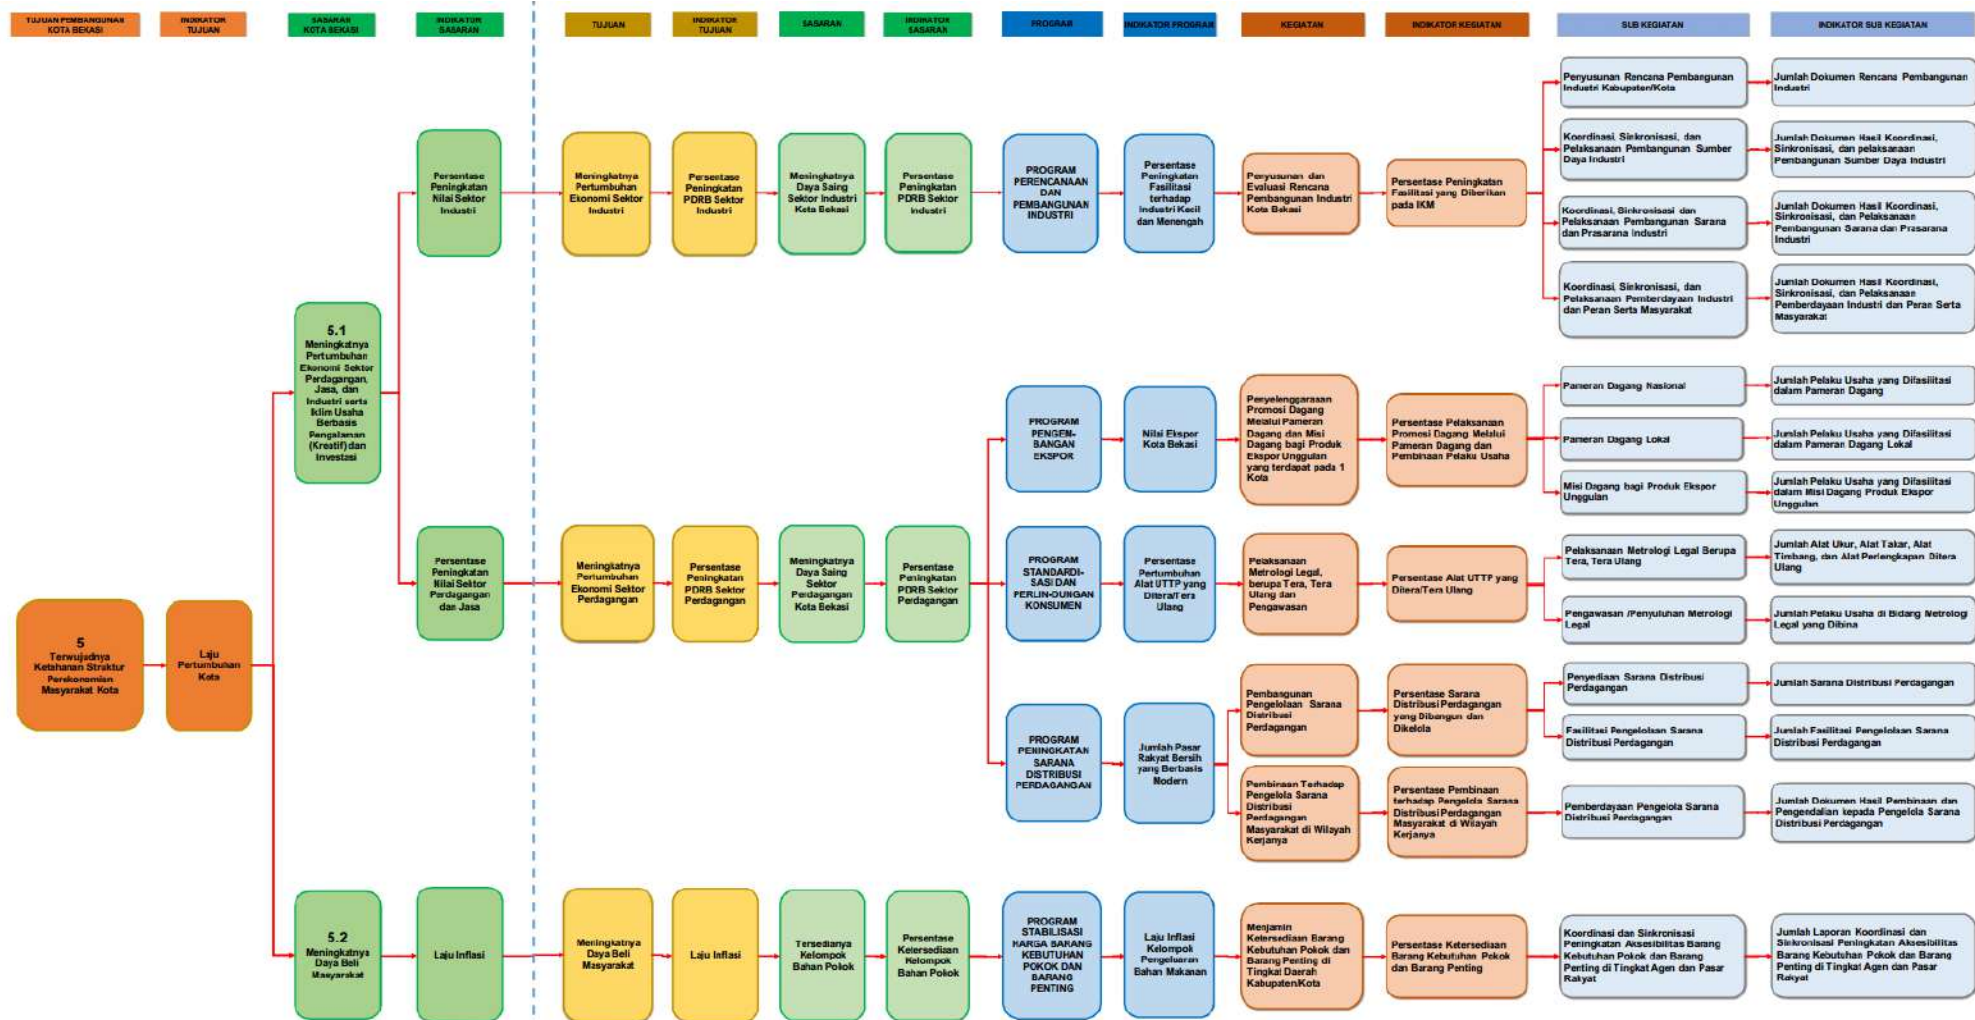 TUJUAN PEMBANGUNAN
KOTA BEKASI
INDIKATOR
TUJUAN
SASARAN
KOTA BEKASI
INDIKATOR
SASARAN
TUJUAN
INDIKATOR
TUJUAN
SASARAN
INDIKATOR
SASARAN
PROGRAM
INDIKATOR PROGRAM
KEGIATAN
INDIKATOR KEGIATAN
SUB KEGIATAN
INDIKATOR SUB KEGIATAN
5
Terwujudnya
Ketahanan Struktur
Perekonomian
Masyarakat Kota
Laju
Pertumbuhan
Kota
5.1
Meningkatnya
Pertumbuhan
Ekonomi Sektor
Perdagangan,
Jasa, dan
Industri serta
Iklim Usaha
Berbasis
Pengalaman
(Kreatif) dan
Investasi
Persentase
Peningkatan
Nilai Sektor
Industri
Meningkatnya
Pertumbuhan
Ekonomi Sektor
Industri
Persentase
Peningkatan
PDRB Sektor
Industri
Meningkatnya
Daya Saing
Sektor Industri
Kota Bekasi
Persentase
Peningkatan
PDRB Sektor
Industri
PROGRAM
PERENCANAAN
DAN
PEMBANGUNAN
INDUSTRI
Persentase
Peningkatan
Fasilitasi
terhadap
Industri Kecil
dan Menengah
Penyusunan dan
Evaluasi Rencana
Pembangunan Industri
Kota Bekasi
Persentase Peningkatan
Fasilitasi yang Diberikan
pada IKM
Penyusunan Rencana Pembangunan
Industri Kabupaten/Kota
Jumlah Dokumen Rencana Pembangunan
Industri
Koordinasi, Sinkronisasi, dan
Pelaksanaan Pembangunan Sumber
Daya Industri
Jumlah Dokumen Hasil Koordinasi,
Sinkronisasi, dan pelaksanaan
Pembangunan Sumber Daya Industri
Koordinasi, Sinkronisasi dan
Pelaksanaan Pembangunan Sarana
dan Prasarana Industri
Jumlah Dokumen Hasil Koordinasi,
Sinkronisasi, dan Pelaksanaan
Pembangunan Sarana dan Prasarana
Industri
Koordinasi, Sinkronisasi, dan
Pelaksanaan Pemberdayaan Industri
dan Peran Serta Masyarakat
Jumlah Dokumen Hasil Koordinasi,
Sinkronisasi, dan Pelaksanaan
Pemberdayaan Industri dan Peran Serta
Masyarakat
Persentase
Peningkatan
Nilai Sektor
Perdagangan
dan Jasa
Meningkatnya
Pertumbuhan
Ekonomi Sektor
Perdagangan
Persentase
Peningkatan
PDRB Sektor
Perdagangan
Meningkatnya
Daya Saing
Sektor
Perdagangan
Kota Bekasi
Persentase
Peningkatan
PDRB Sektor
Perdagangan
PROGRAM
PENGEM-
BANGAN
EKSPOR
Nilai Ekspor
Kota Bekasi
Penyelenggaraan
Promosi Dagang
Melalui Pameran
Dagang dan Misi
Dagang bagi Produk
Ekspor Unggulan
yang terdapat pada 1
Kota
Persentase Pelaksanaan
Promosi Dagang Melalui
Pameran Dagang dan
Pembinaan Pelaku Usaha
Pameran Dagang Nasional
Jumlah Pelaku Usaha yang Difasilitasi
dalam Pameran Dagang
Pameran Dagang Lokal
Jumlah Pelaku Usaha yang Difasilitasi
dalam Pameran Dagang Lokal
Misi Dagang bagi Produk Ekspor
Unggulan
Jumlah Pelaku Usaha yang Difasilitasi
dalam Misi Dagang Produk Ekspor
Unggulan
PROGRAM
STANDARDI-
SASI DAN
PERLIN-DUNGAN
KONSUMEN
Persentase
Pertumbuhan
Alat UTTP yang
Ditera/Tera
Ulang
Pelaksanaan
Metrologi Legal,
berupa Tera, Tera
Ulang dan
Pengawasan
Persentase Alat UTTP yang
Ditera/Tera Ulang
Pelaksanaan Metrologi Legal Berupa
Tera, Tera Ulang
Jumlah Alat Ukur, Alat Takar, Alat
Timbang, dan Alat Perlengkapan Ditera
Ulang
Pengawasan /Penyuluhan Metrologi
Legal
Jumlah Pelaku Usaha di Bidang Metrologi
Legal yang Dibina
PROGRAM
PENINGKATAN
SARANA
DISTRIBUSI
PERDAGANGAN
Jumlah Pasar
Rakyat Bersih
yang Berbasis
Modern
Pembangunan
Pengelolaan Sarana
Distribusi
Perdagangan
Persentase Sarana
Distribusi Perdagangan
yang Dibangun dan
Dikelola
Penyediaan Sarana Distribusi
Perdagangan
Jumlah Sarana Distribusi Perdagangan
Fasilitasi Pengelolaan Sarana
Distribusi Perdagangan
Jumlah Fasilitasi Pengelolaan Sarana
Distribusi Perdagangan
Pembinaan Terhadap
Pengelola Sarana
Distribusi
Perdagangan
Masyarakat di Wilayah
Kerjanya
Persentase Pembinaan
terhadap Pengelola Sarana
Distribusi Perdagangan
Masyarakat di Wilayah
Kerjanya
Pemberdayaan Pengelola Sarana
Distribusi Perdagangan
Jumlah Dokumen Hasil Pembinaan dan
Pengendalian kepada Pengelola Sarana
Distribusi Perdagangan
5.2
Meningkatnya
Daya Beli
Masyarakat
Laju Inflasi
Meningkatnya
Daya Beli
Masyarakat
Laju Inflasi
Tersedianya
Kelompok
Bahan Pokok
Persentase
Ketersediaan
Kelompok
Bahan Pokok
PROGRAM
STABILISASI
HARGA BARANG
KEBUTUHAN
POKOK DAN
BARANG
PENTING
Laju Inflasi
Kelompok
Pengeluaran
Bahan Makanan
Menjamin
Ketersediaan Barang
Kebutuhan Pokok dan
Barang Penting di
Tingkat Daerah
Kabupaten/Kota
Persentase Ketersediaan
Barang Kebutuhan Pokok
dan Barang Penting
Koordinasi dan Sinkronisasi
Peningkatan Aksesibilitas Barang
Kebutuhan Pokok dan Barang
Penting di Tingkat Agen dan Pasar
Rakyat
Jumlah Laporan Koordinasi dan
Sinkronisasi Peningkatan Aksesibilitas
Barang Kebutuhan Pokok dan Barang
Penting di Tingkat Agen dan Pasar
Rakyat